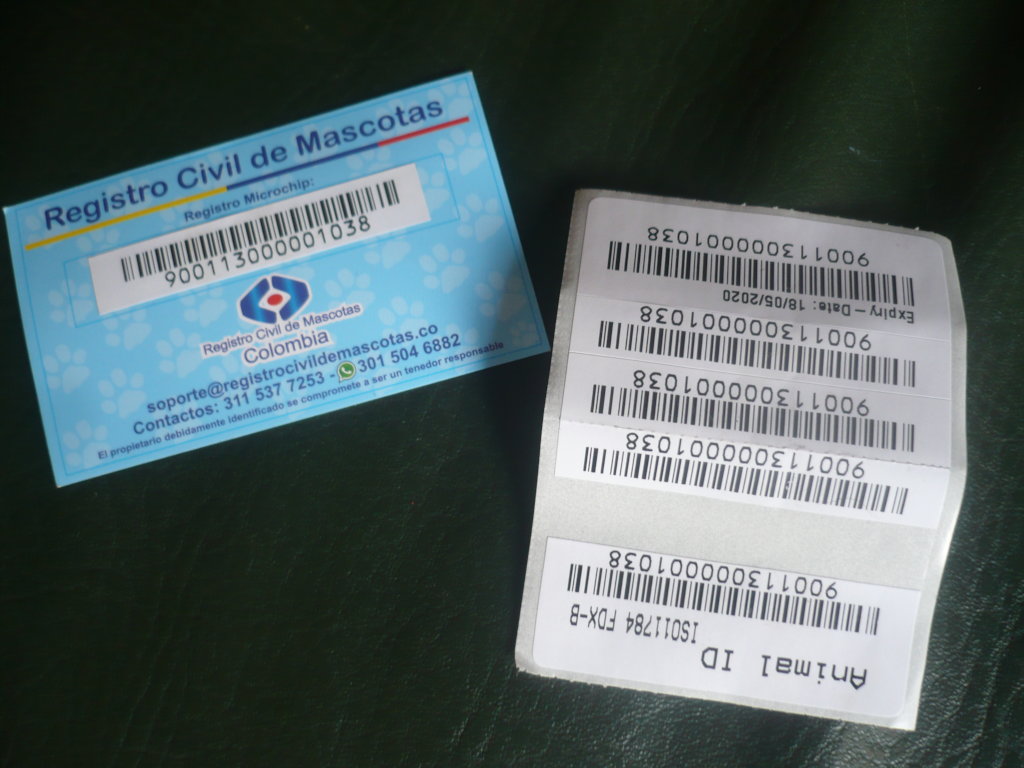 Registro Civil de Mascotas
Registro Microchip:
900113000001038
Registro Civil de Mascotas
Colombia
soporte@registrocivildemascotas.co
Contactos: 311 537 7253 - 301 504 6882
El propietario debidamente identificado se compromete a ser un tenedor responsable
Animal ID
ISO11784 FDX-B
900113000001038
900113000001038
900113000001038
900113000001038
Expiry-Date: 18/05/2020
900113000001038